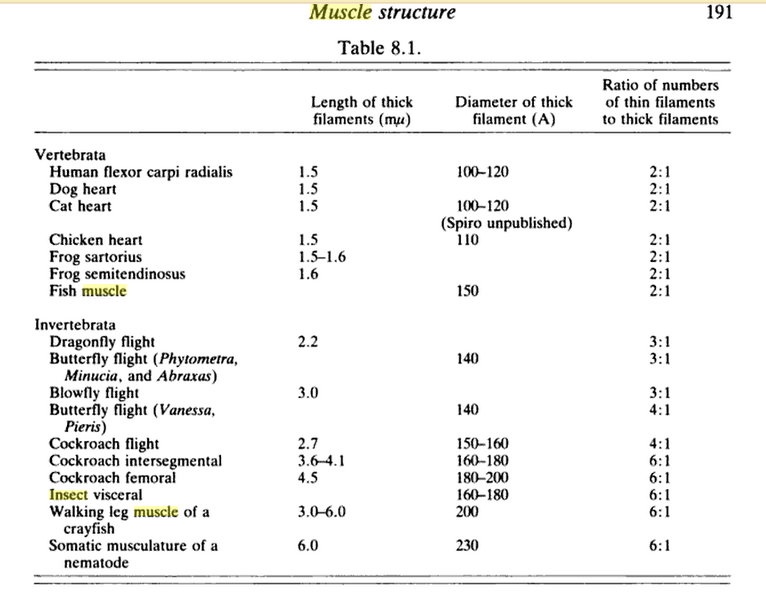 Muscle structure 191
Table 8.1.
Length of thick filaments (mμ) Diameter of thick filament (A) Ratio of numbers of thin filaments to thick filaments
Vertebrata
Human flexor carpi radialis 1.5 100–120 2:1
Dog heart 1.5 2:1
Cat heart 1.5 100–120 2:1
(Spiro unpublished)
Chicken heart 1.5 110 2:1
Frog sartorius 1.5–1.6 2:1
Frog semitendinosus 1.6 2:1
Fish muscle 150 2:1
Invertebrata
Dragonfly flight 2.2 3:1
Butterfly flight (Phytometra, 140 3:1
Minucia, and Abraxas)
Blowfly flight 3.0 3:1
Butterfly flight (Vanessa, 140 4:1
Pieris)
Cockroach flight 2.7 150–160 4:1
Cockroach intersegmental 3.6–4.1 160–180 6:1
Cockroach femoral 4.5 180–200 6:1
Insect visceral 160–180 6:1
Walking leg muscle of a 3.0–6.0 200 6:1
crayfish
Somatic musculature of a 6.0 230 6:1
nematode